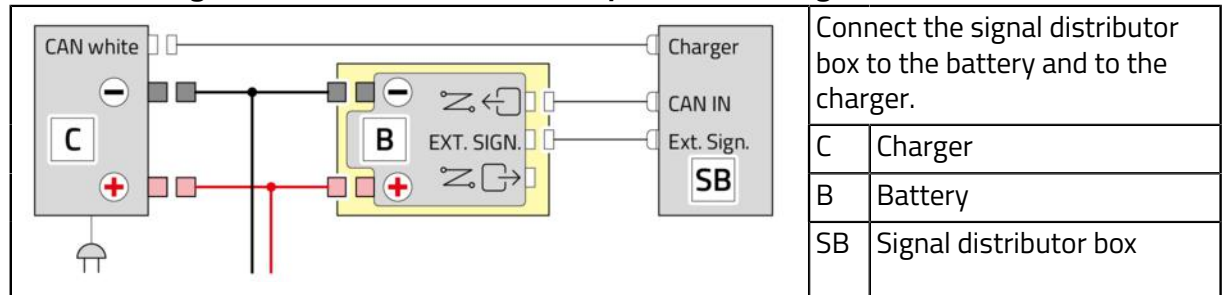 CAN white
C
B
EXT. SIGN.
Charger
CAN IN
Ext. Sign.
SB
Connect the signal distributor
box to the battery and to the
charger.
C Charger
B Battery
SB Signal distributor box